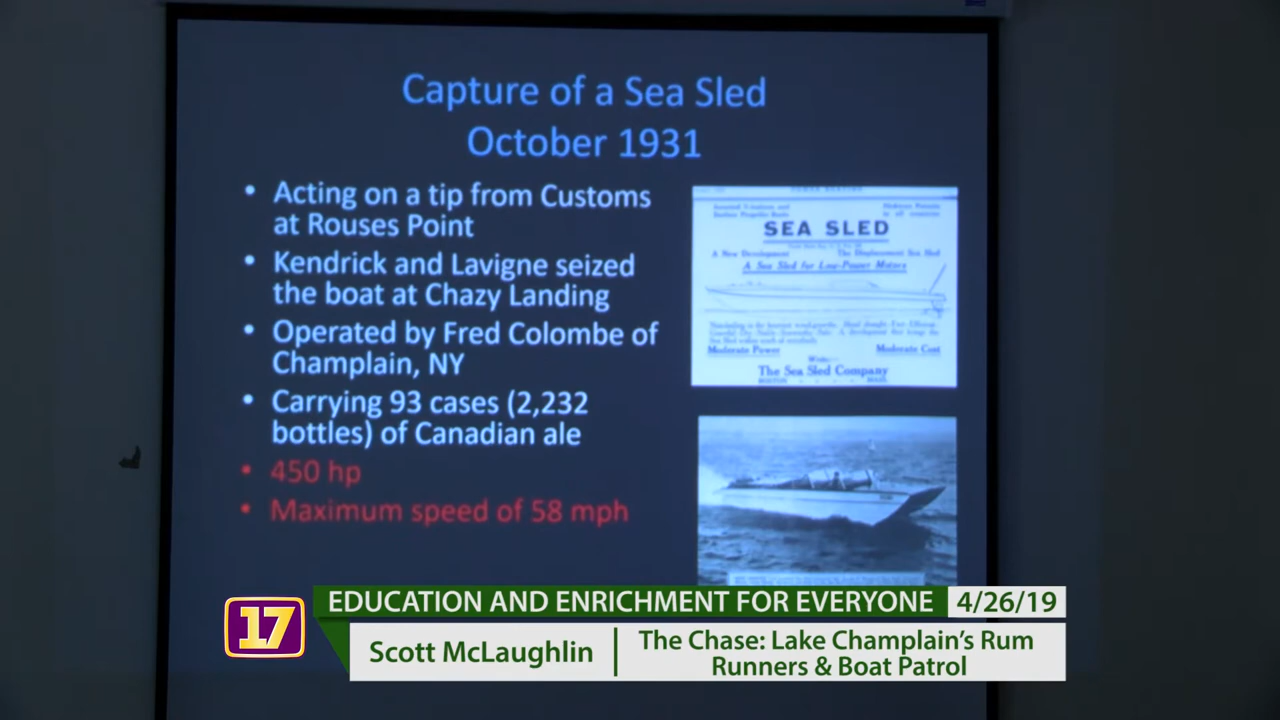 Capture of a Sea Sled
October 1931
• Acting on a tip from Customs
at Rouses Point
• Kendrick and Lavigne seized
the boat at Chazy Landing
• Operated by Fred Colombe of
Champlain, NY
• Carrying 93 cases (2,232
bottles) of Canadian ale
• 450 hp
• Maximum speed of 58 mph
SEA SLED
A New Development The Displacement Sea Sled
A Sea Sled for Low-Power Motors
Moderate Power Moderate Cost
The Sea Sled Company
17
EDUCATION AND ENRICHMENT FOR EVERYONE 4/26/19
Scott McLaughlin
The Chase: Lake Champlain's Rum
Runners & Boat Patrol